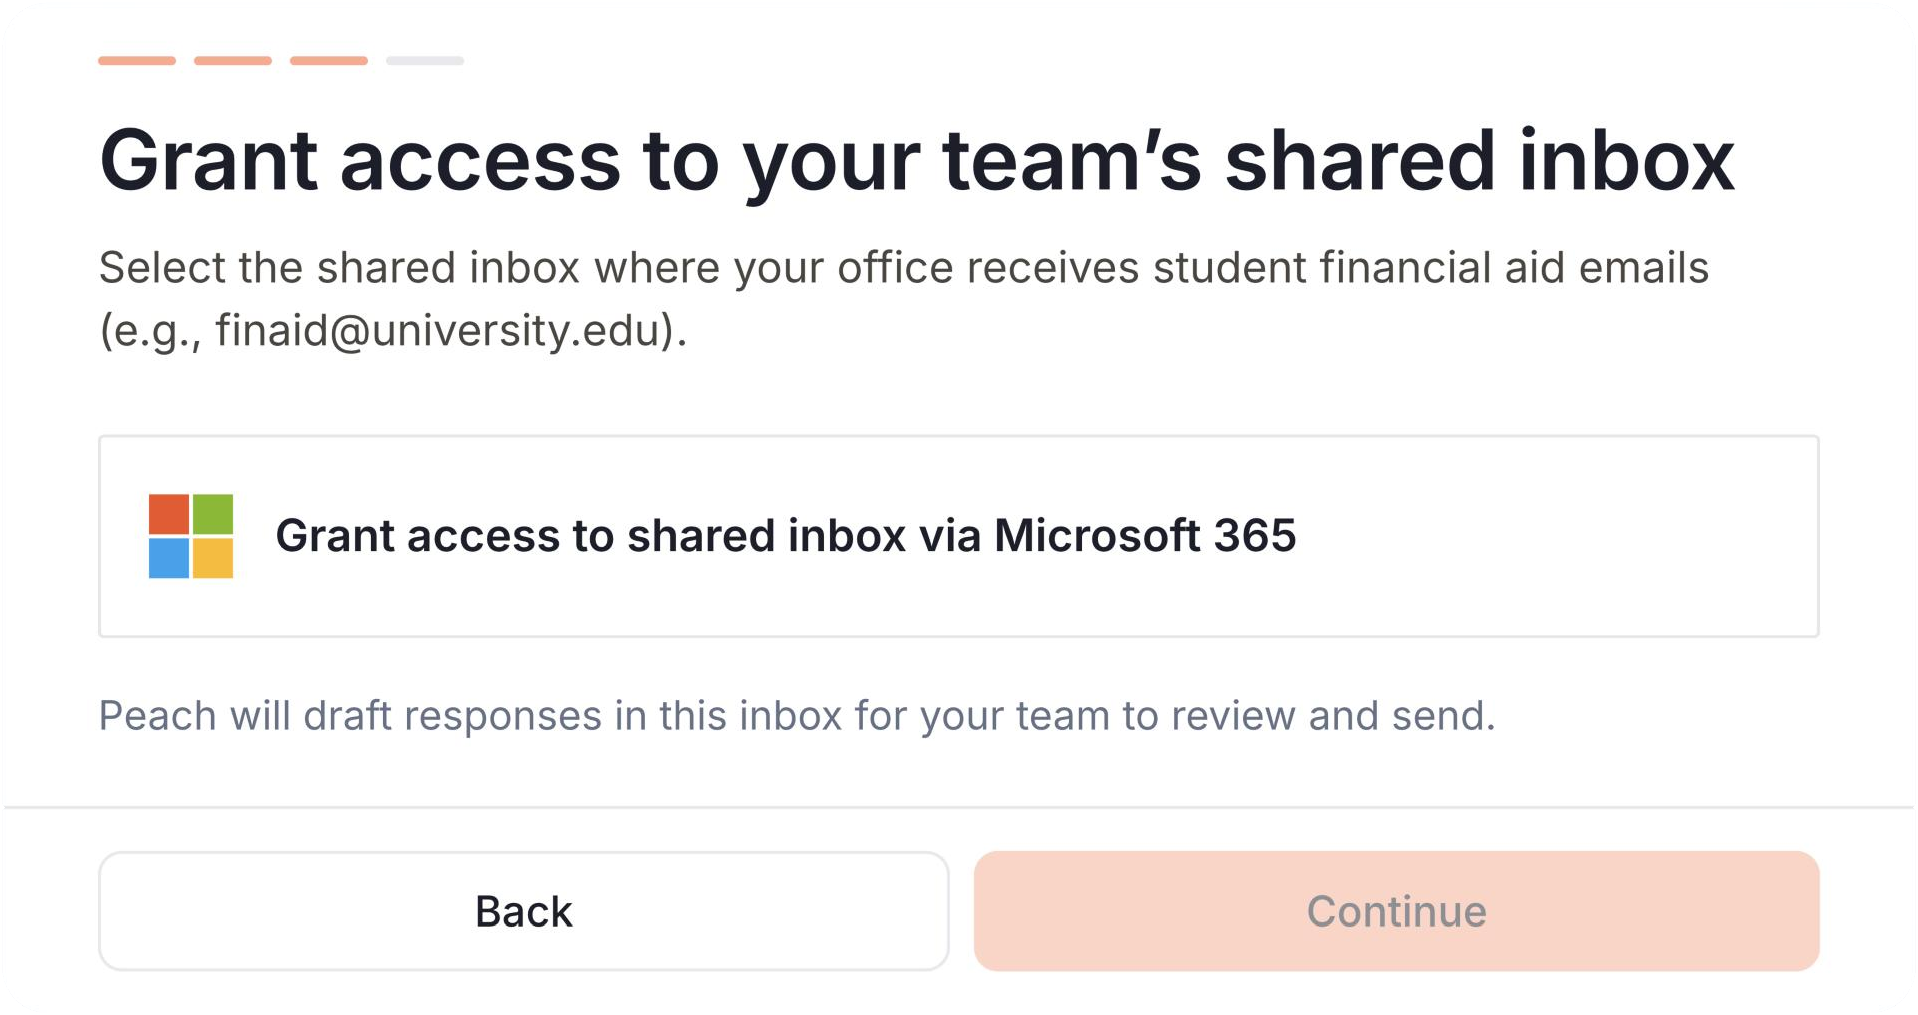 Grant access to your team’s shared inbox
Select the shared inbox where your office receives student financial aid emails
(e.g., finaid@university.edu).
Grant access to shared inbox via Microsoft 365
Peach will draft responses in this inbox for your team to review and send.
Back
Continue